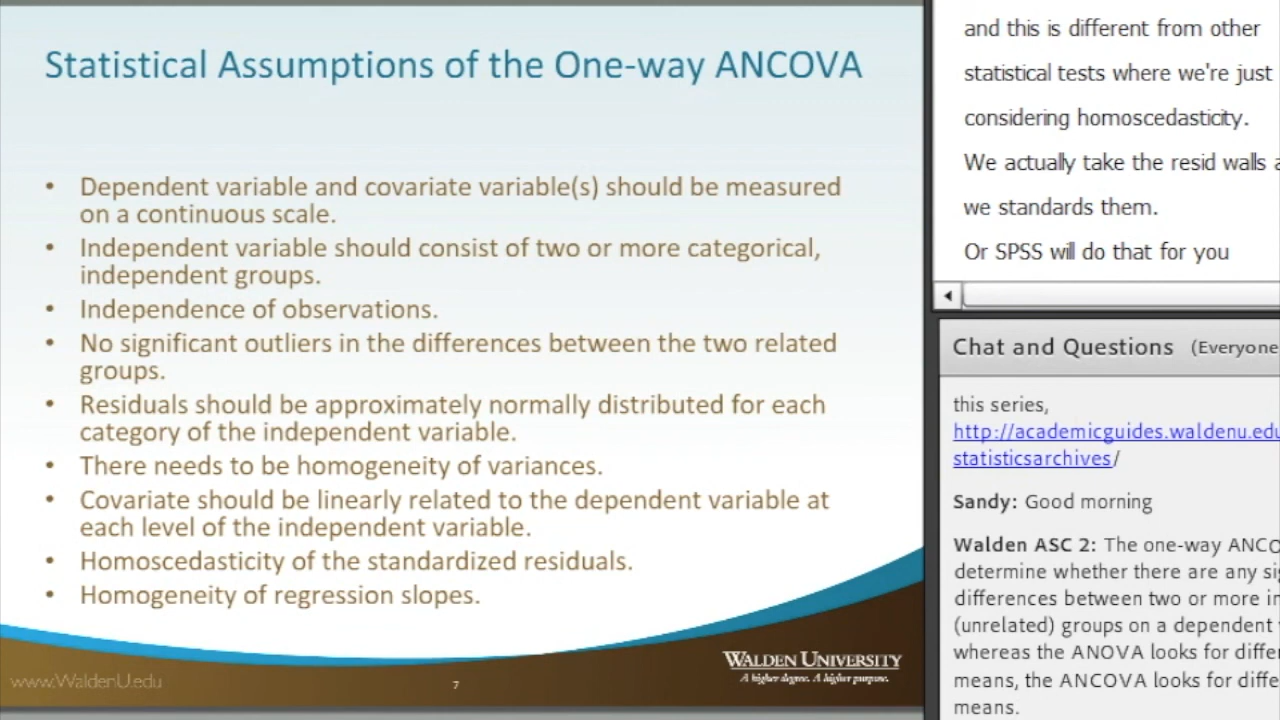 Statistical Assumptions of the One-way ANCOVA
• Dependent variable and covariate variable(s) should be measured
on a continuous scale.
• Independent variable should consist of two or more categorical,
independent groups.
• Independence of observations.
• No significant outliers in the differences between the two related
groups.
• Residuals should be approximately normally distributed for each
category of the independent variable.
• There needs to be homogeneity of variances.
• Covariate should be linearly related to the dependent variable at
each level of the independent variable.
• Homoscedasticity of the standardized residuals.
• Homogeneity of regression slopes.
www.WaldenU.edu
7
WALDEN UNIVERSITY
A higher degree. A higher purpose.
and this is different from other
statistical tests where we're just
considering homoscedasticity.
We actually take the resid walls
we standards them.
Or SPSS will do that for you
Chat and Questions (Everyone
this series,
http://academicguides.waldenu.edu
statisticsarchives/
Sandy: Good morning
Walden ASC 2: The one-way ANCO
determine whether there are any si
differences between two or more in
(unrelated) groups on a dependent
whereas the ANOVA looks for differ
means, the ANCOVA looks for diffe
means.